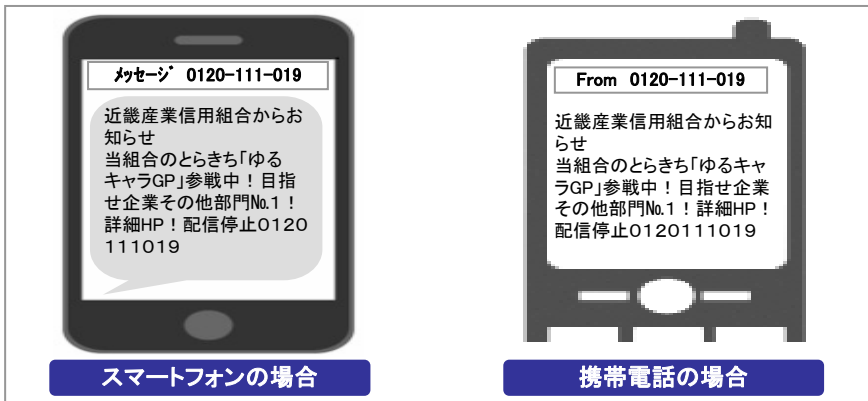 ﾒｯｾｰｼﾞ 0120-111-019
近畿産業信用組合からお
知らせ
当組合のとらきち「ゆる
キャラGP」参戦中！目指
せ企業その他部門№1！
詳細HP！配信停止0120
111019
スマートフォンの場合
From 0120-111-019
近畿産業信用組合からお知
らせ
当組合のとらきち「ゆるキャ
ラGP」参戦中！目指せ企業
その他部門№1！詳細HP！
配信停止0120111019
携帯電話の場合